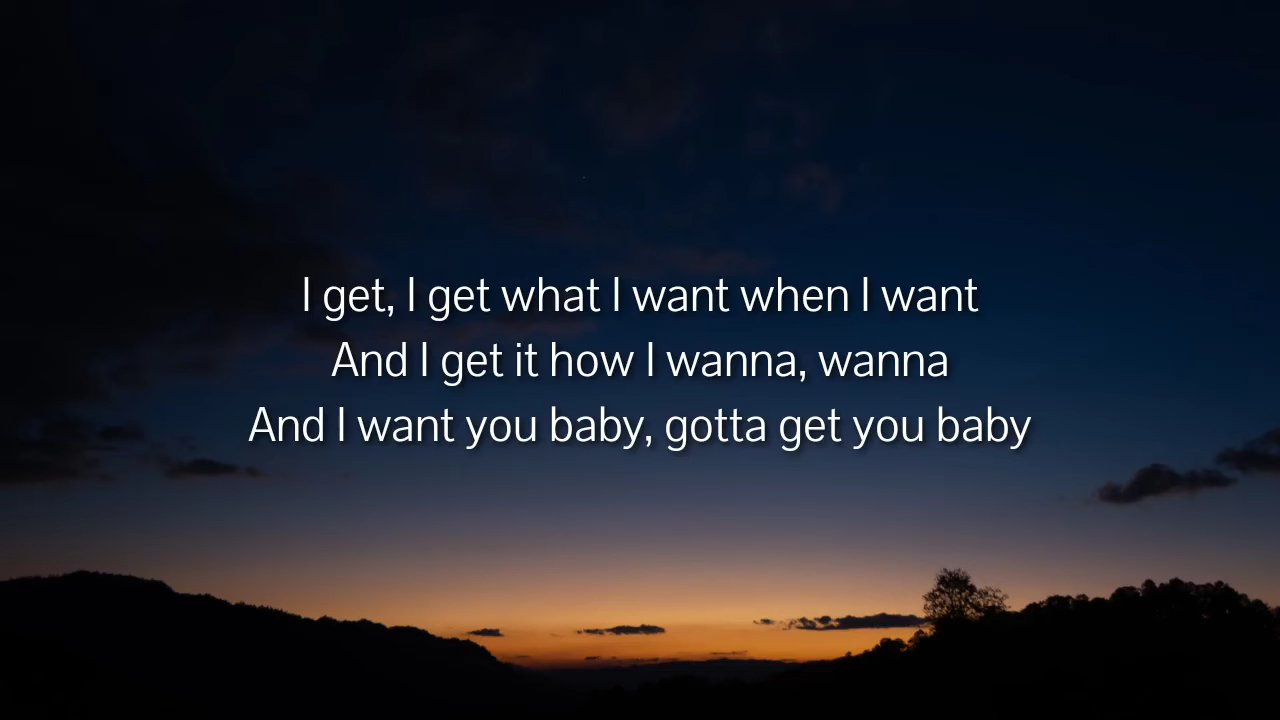 I get, I get what I want when I want
And I get it how I wanna, wanna
And I want you baby, gotta get you baby